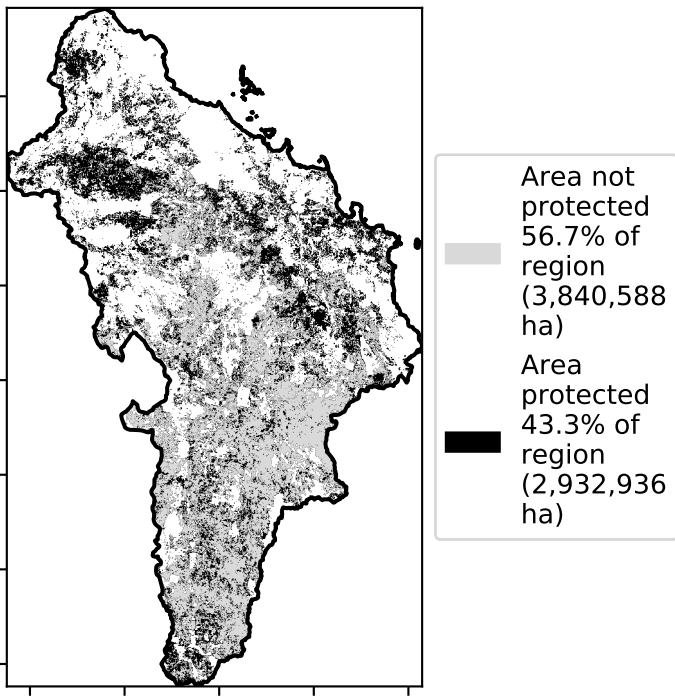 Area not
protected
56.7% of
region
(3,840,588
ha)
Area
protected
43.3% of
region
(2,932,936
ha)